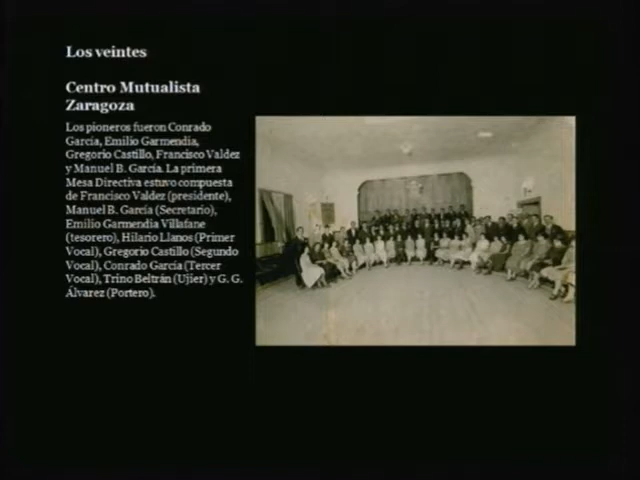 Los veintes
Centro Mutualista
Zaragoza
Los pioneros fueron Conrado
García, Emilio Garmendia,
Gregorio Castillo, Francisco Valdez
y Manuel B. García. La primera
Mesa Directiva estuvo compuesta
de Francisco Valdez (presidente),
Manuel B. García (Secretario),
Emilio Garmendia Villafane
(tesorero), Hilario Llanos (Primer
Vocal), Gregorio Castillo (Segundo
Vocal), Conrado García (Tercer
Vocal), Trino Beltrán (Ujier) y G. G.
Álvarez (Portero).